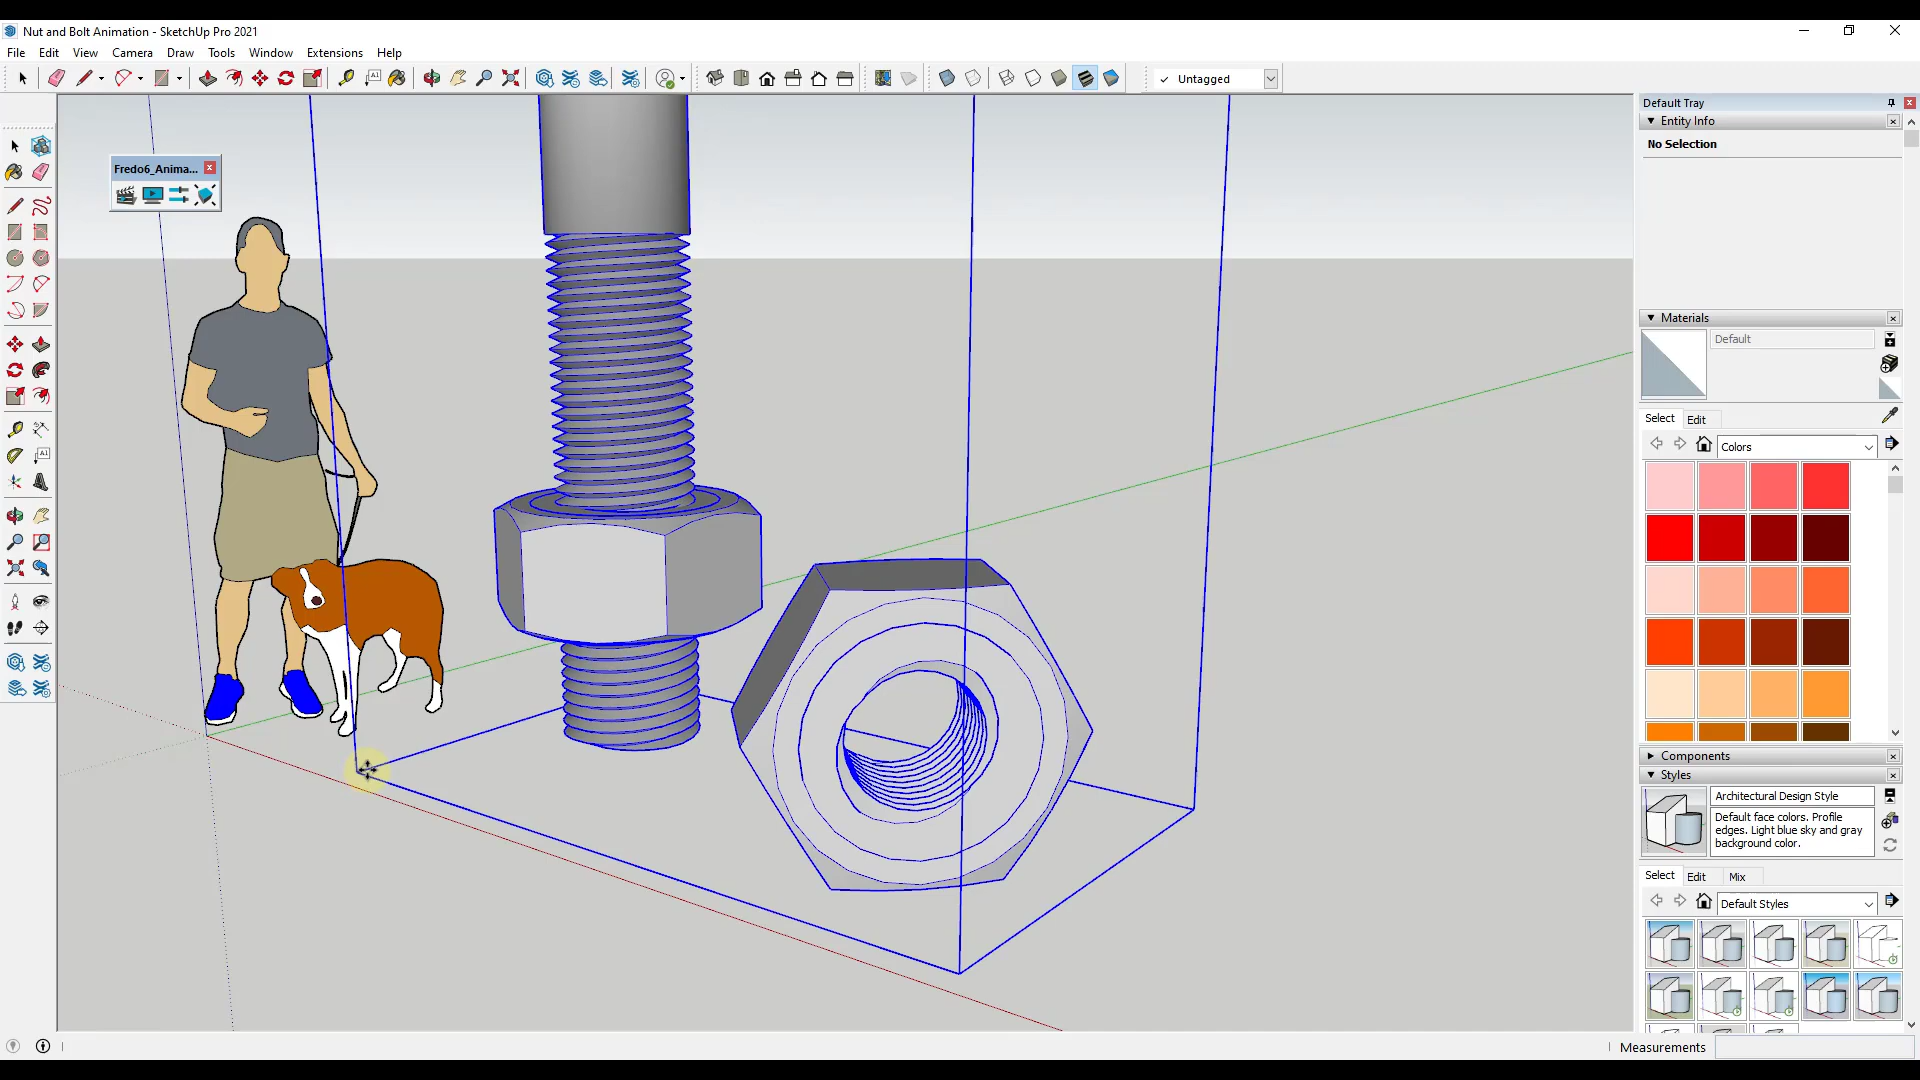 Nut and Bolt Animation - SketchUp Pro 2021
File Edit View Camera Draw Tools Window Extensions Help
Untagged
Default Tray
Entity Info
No Selection
Fredo6_Anima...
Materials
Default
Select Edit
Colors
Components
Styles
Architectural Design Style
Default face colors. Profile
edges. Light blue sky and gray
background color.
Select Edit Mix
Default Styles
Measurements